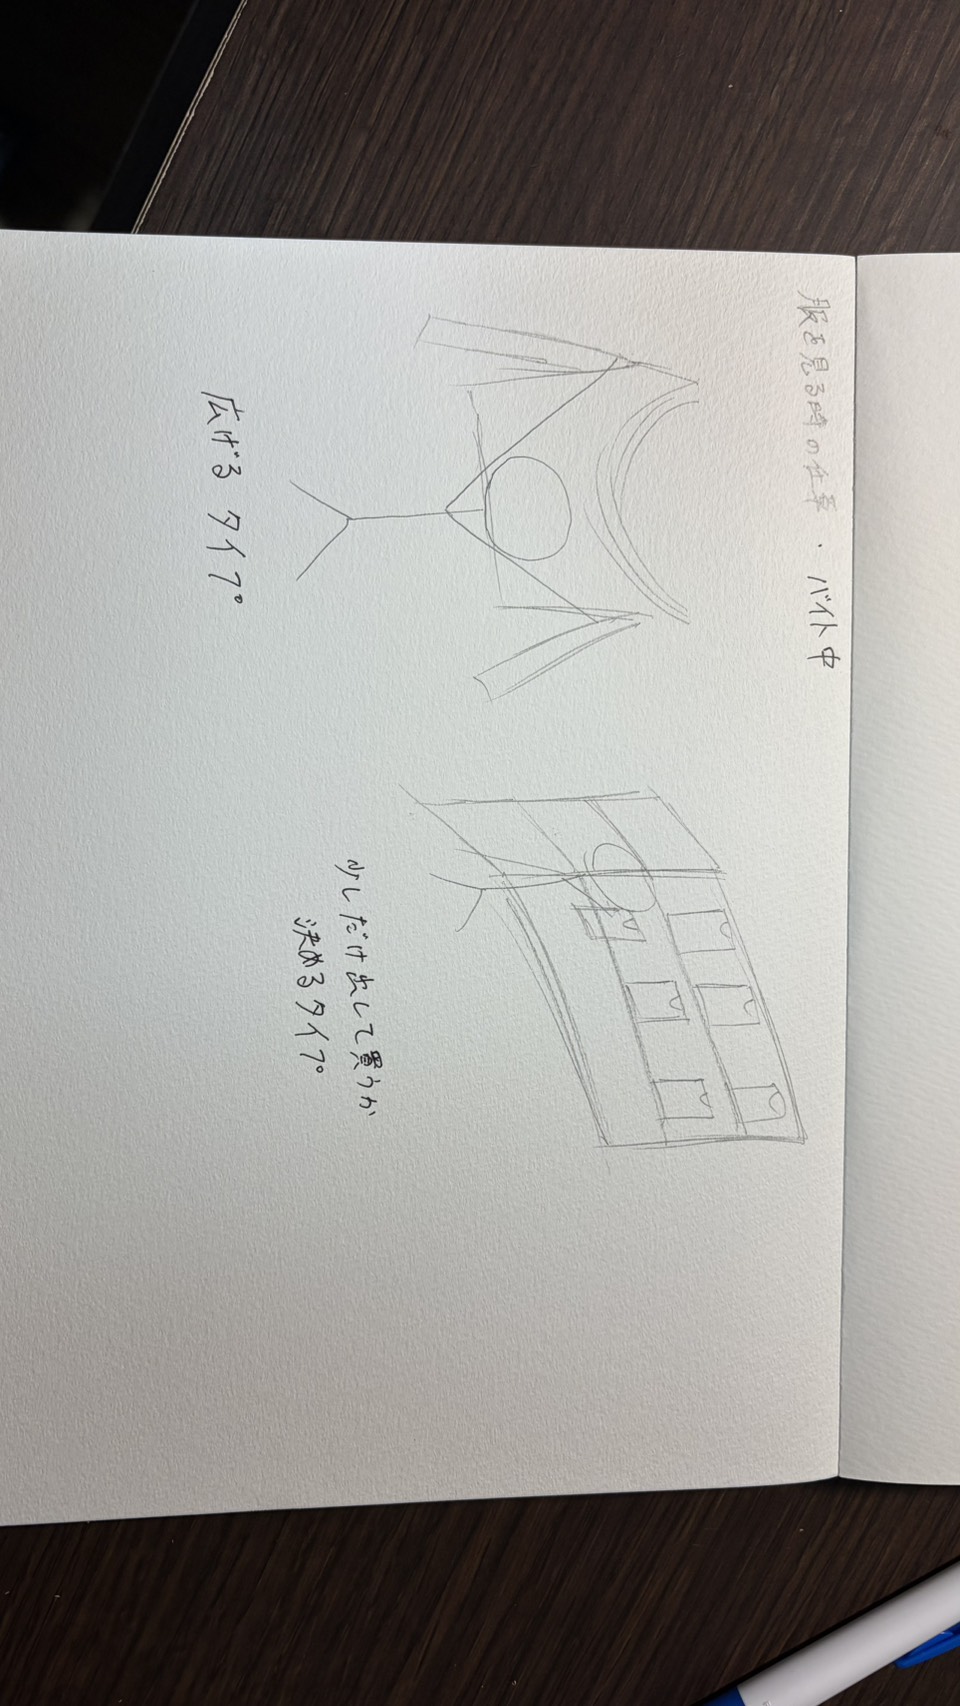 服を見る時の仕事・バイト中
広げるタイプ
少しだけ出して買うか
決めるタイプ